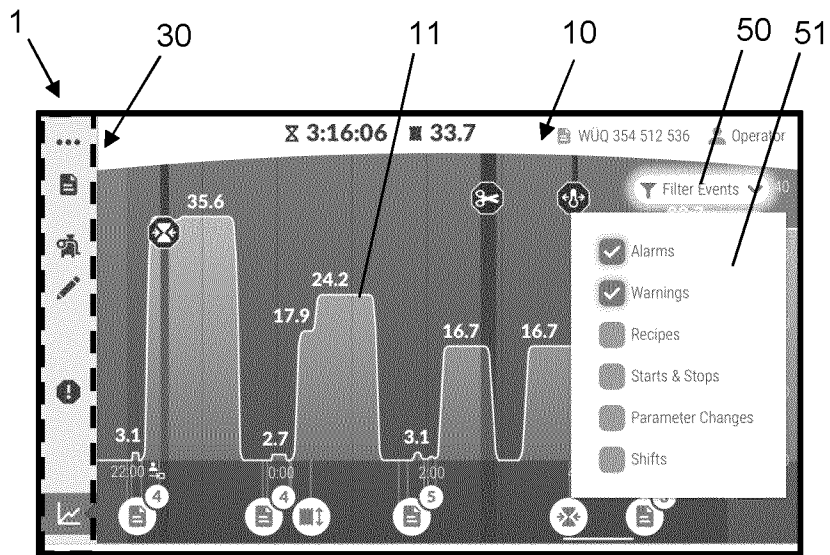 1
30
11
10
50
51
3:16:06 33.7
WÜQ 354 512 536 Operator
Filter Events
40
35.6
24.2
17.9
16.7
16.7
3.1
2.7
3.1
Alarms
Warnings
Recipes
Starts & Stops
Parameter Changes
Shifts
22:00
0:00
2:00
4
4
5